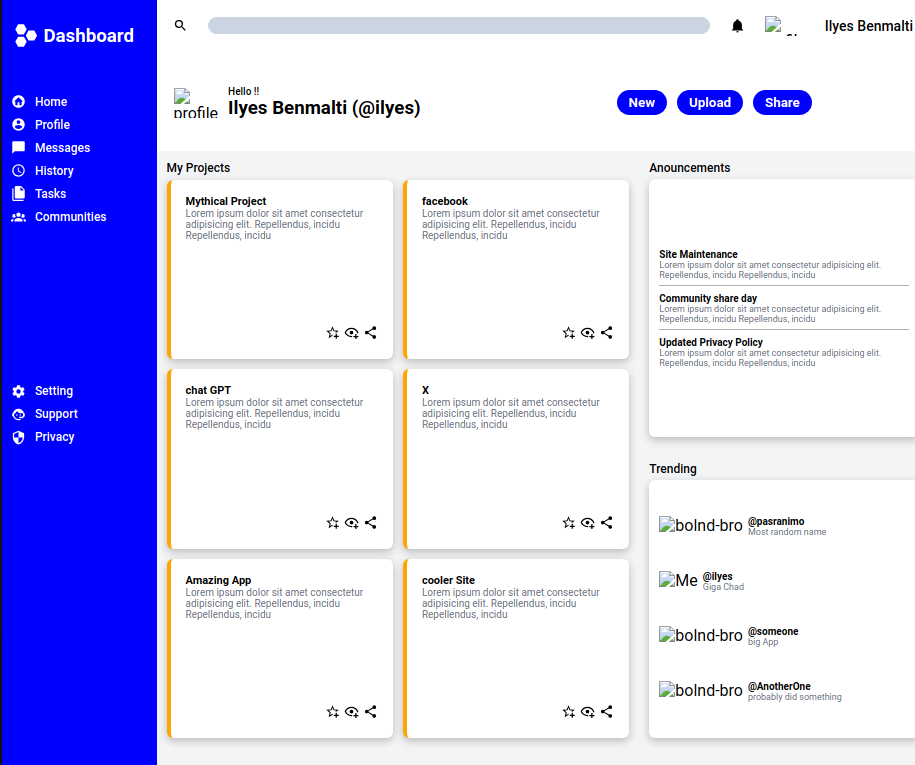 Dashboard
Ilyes Benmalti
Home
Profile
Messages
History
Tasks
Communities
Setting
Support
Privacy
profile
Hello !!
Ilyes Benmalti (@ilyes)
New
Upload
Share
My Projects
Mythical Project
Lorem ipsum dolor sit amet consectetur
adipisicing elit. Repellendus, incidu
Repellendus, incidu
facebook
Lorem ipsum dolor sit amet consectetur
adipisicing elit. Repellendus, incidu
Repellendus, incidu
chat GPT
Lorem ipsum dolor sit amet consectetur
adipisicing elit. Repellendus, incidu
Repellendus, incidu
X
Lorem ipsum dolor sit amet consectetur
adipisicing elit. Repellendus, incidu
Repellendus, incidu
Amazing App
Lorem ipsum dolor sit amet consectetur
adipisicing elit. Repellendus, incidu
Repellendus, incidu
cooler Site
Lorem ipsum dolor sit amet consectetur
adipisicing elit. Repellendus, incidu
Repellendus, incidu
Anouncements
Site Maintenance
Lorem ipsum dolor sit amet consectetur adipisicing elit.
Repellendus, incidu Repellendus, incidu
Community share day
Lorem ipsum dolor sit amet consectetur adipisicing elit.
Repellendus, incidu Repellendus, incidu
Updated Privacy Policy
Lorem ipsum dolor sit amet consectetur adipisicing elit.
Repellendus, incidu Repellendus, incidu
Trending
bolnd-bro
@pasranimo
Most random name
Me
@ilyes
Giga Chad
bolnd-bro
@someone
big App
bolnd-bro
@AnotherOne
probably did something